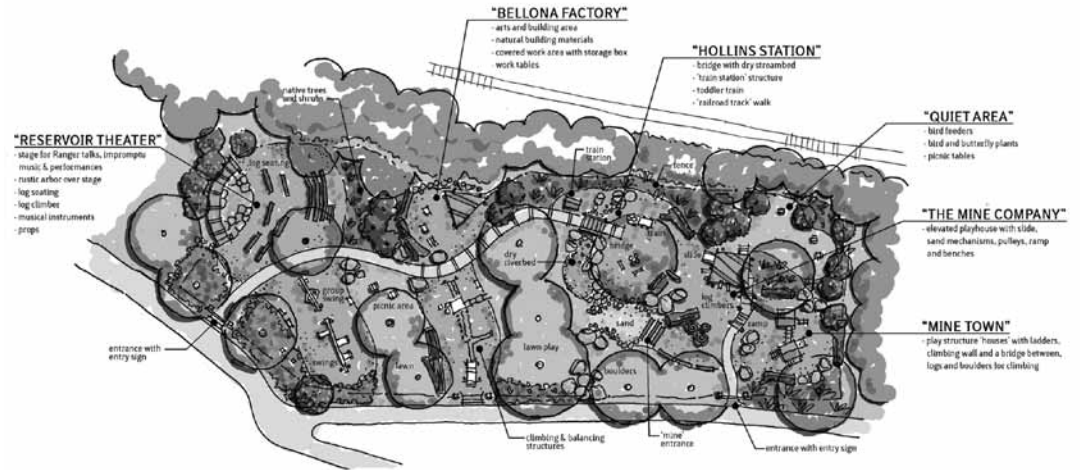 "BELLONA FACTORY"
- arts and building area
- natural building materials
- covered work area with storage box
- work tables
"HOLLINS STATION"
- bridge with dry streambed
- 'train station' structure
- toddler train
- 'railroad track' walk
"QUIET AREA"
- bird feeders
- bird and butterfly plants
- picnic tables
"THE MINE COMPANY"
- elevated playhouse with slide,
sand mechanisms, pulleys, ramp
and benches
"MINE TOWN"
- play structure 'houses' with ladders,
climbing wall and a bridge between,
logs and boulders for climbing
"RESERVOIR THEATER"
- stage for Ranger talks, impromptu
music & performances
- rustic arbor over stage
- log seating
- log climber
- musical instruments
- props
native trees
and shrubs
log seating
train
station
fence
bridge
train
slide
dry
riverbed
log
climbers
group
swing
picnic area
sand
ramp
lawn play
swings
lawn
boulders
entrance with
entry sign
climbing & balancing
structures
'mine'
entrance
entrance with entry sign